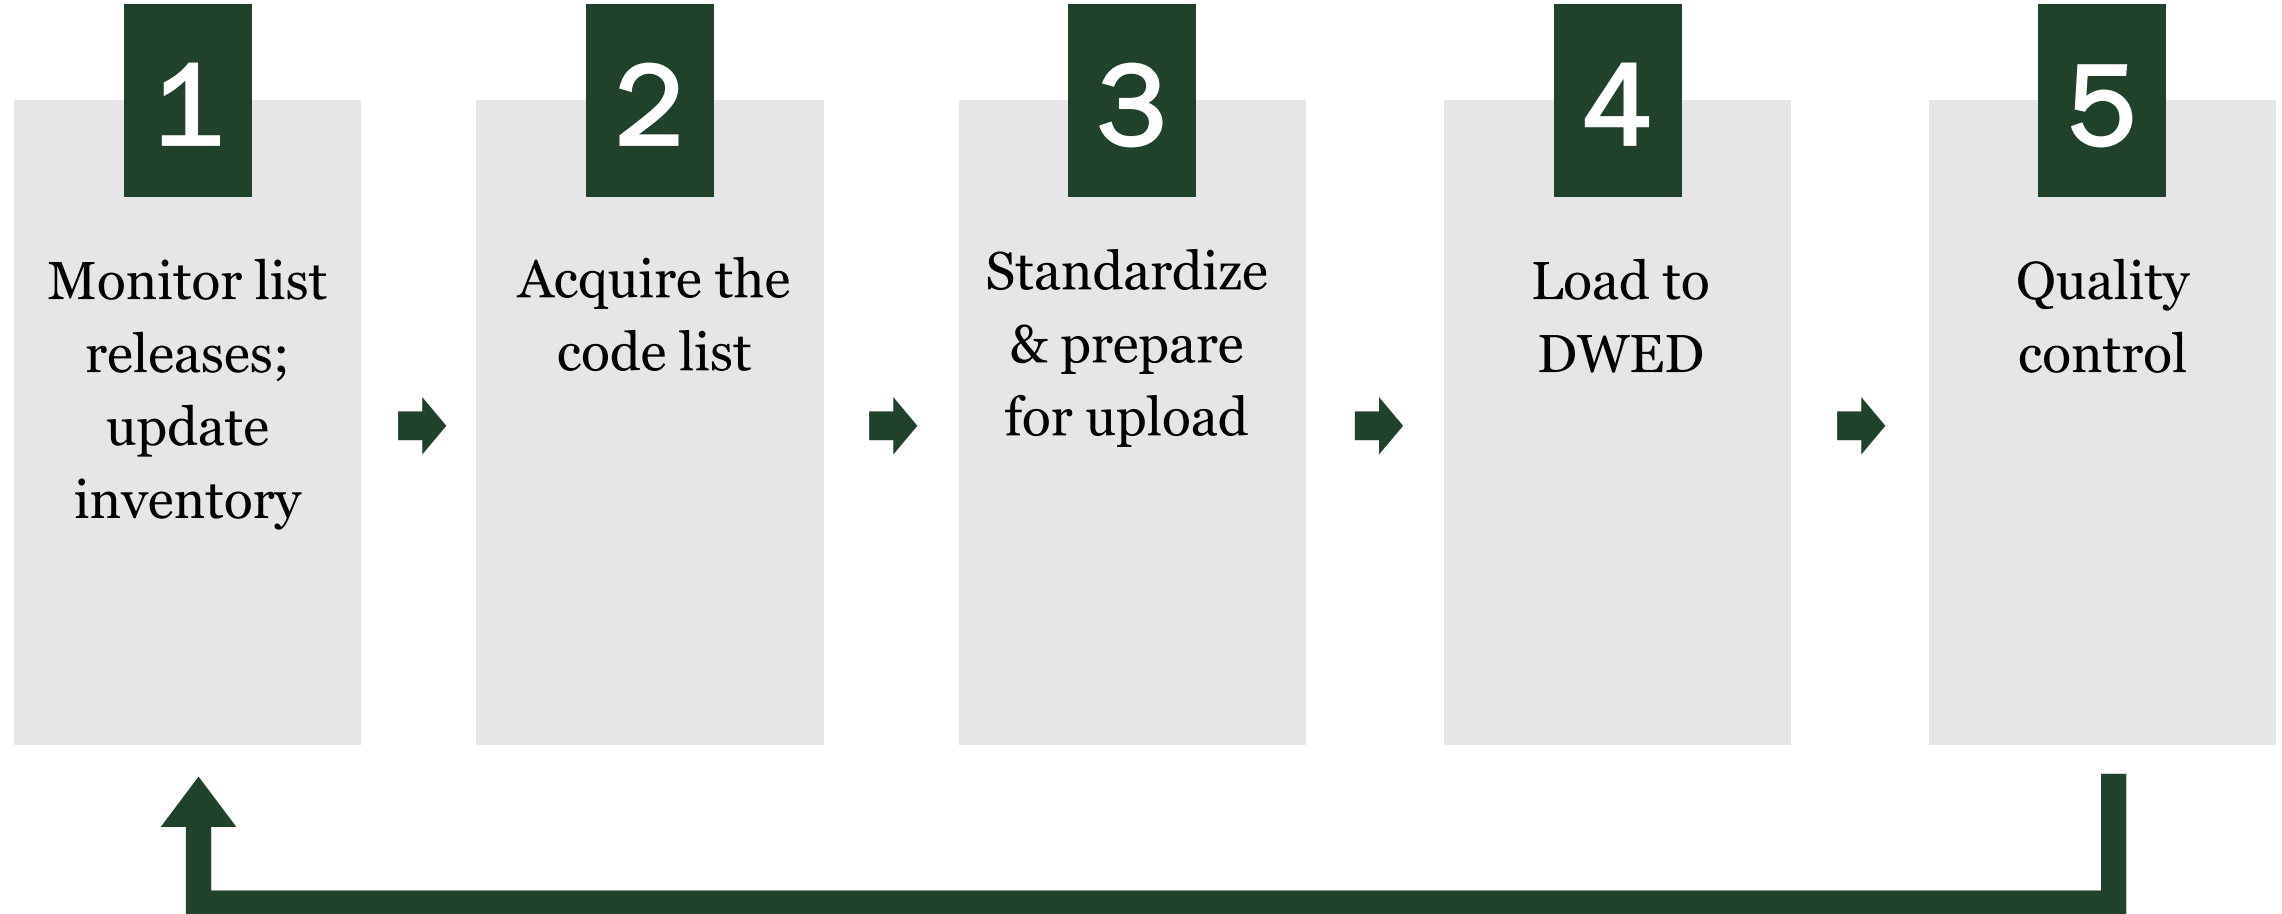 1
Monitor list
releases;
update
inventory
2
Acquire the
code list
3
Standardize
& prepare
for upload
4
Load to
DWED
5
Quality
control